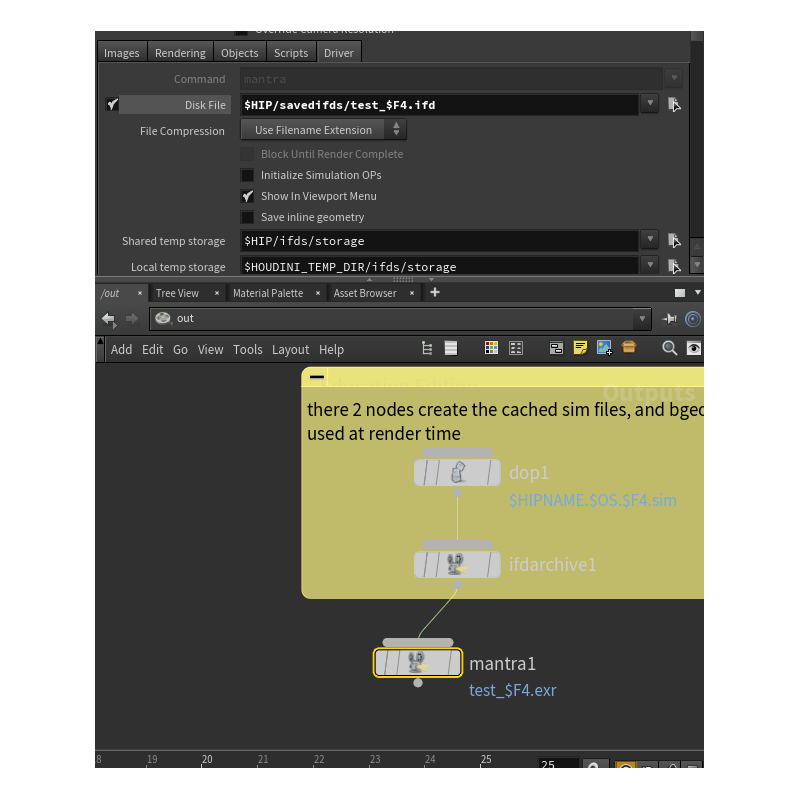 Override Camera Resolution
Images Rendering Objects Scripts Driver
Command mantra
Disk File $HIP/savedifds/test_$F4.ifd
File Compression Use Filename Extension
Block Until Render Complete
Initialize Simulation OPs
Show In Viewport Menu
Save inline geometry
Shared temp storage $HIP/ifds/storage
Local temp storage $HOUDINI_TEMP_DIR/ifds/storage
/out × Tree View × Material Palette × Asset Browser × +
out
Add Edit Go View Tools Layout Help
Outputs
there 2 nodes create the cached sim files, and bgeo
used at render time
dop1
$HIPNAME.$OS.$F4.sim
ifdarchive1
mantra1
test_$F4.exr
8 19 20 21 22 23 24 25 25